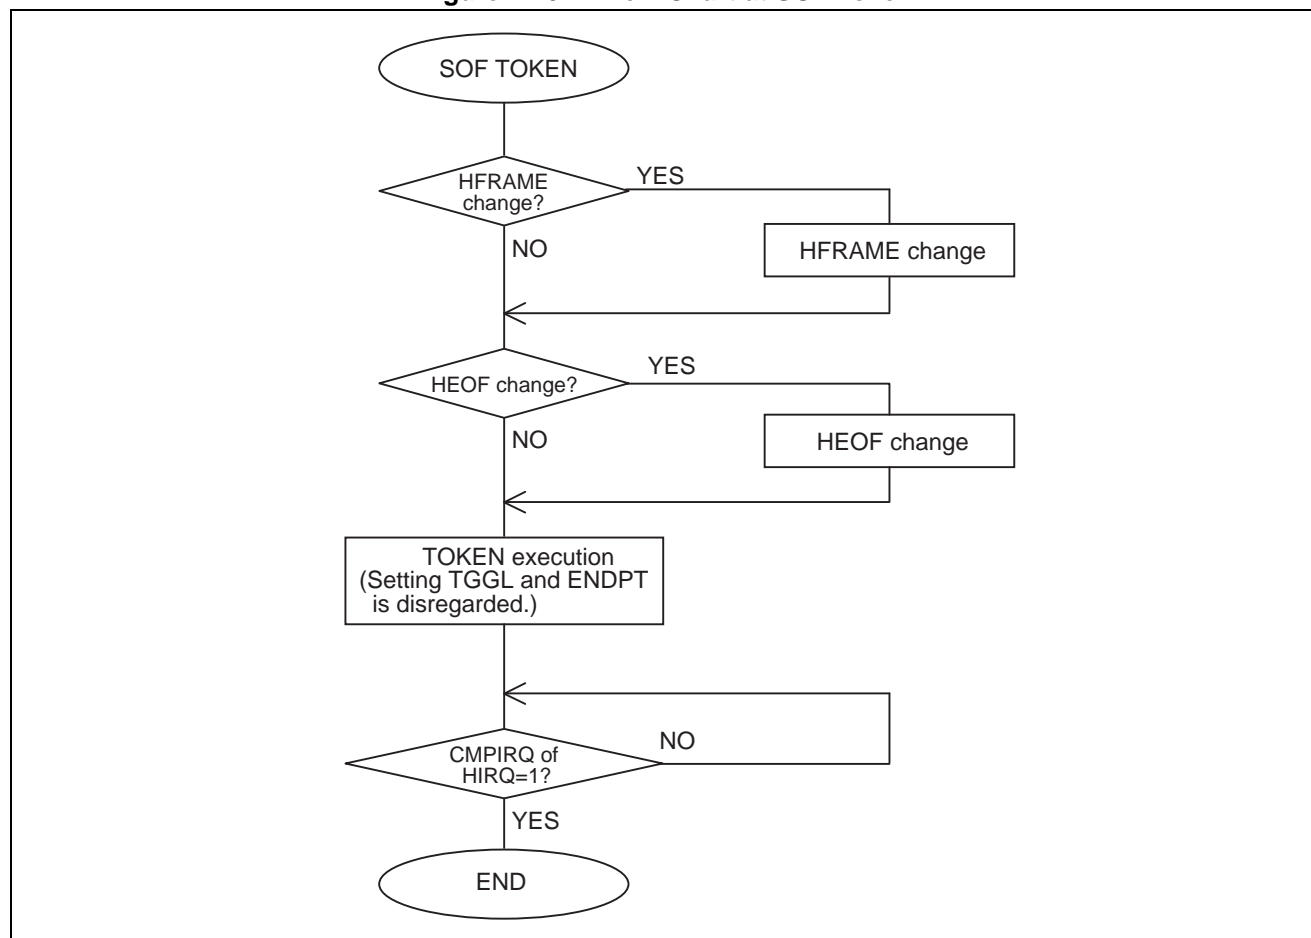 SOF TOKEN
HFRAME
change?
YES
NO
HFRAME change
HEOF change?
YES
NO
HEOF change
TOKEN execution
(Setting TGGL and ENDPT
is disregarded.)
CMPIRQ of
HIRQ=1?
NO
YES
END